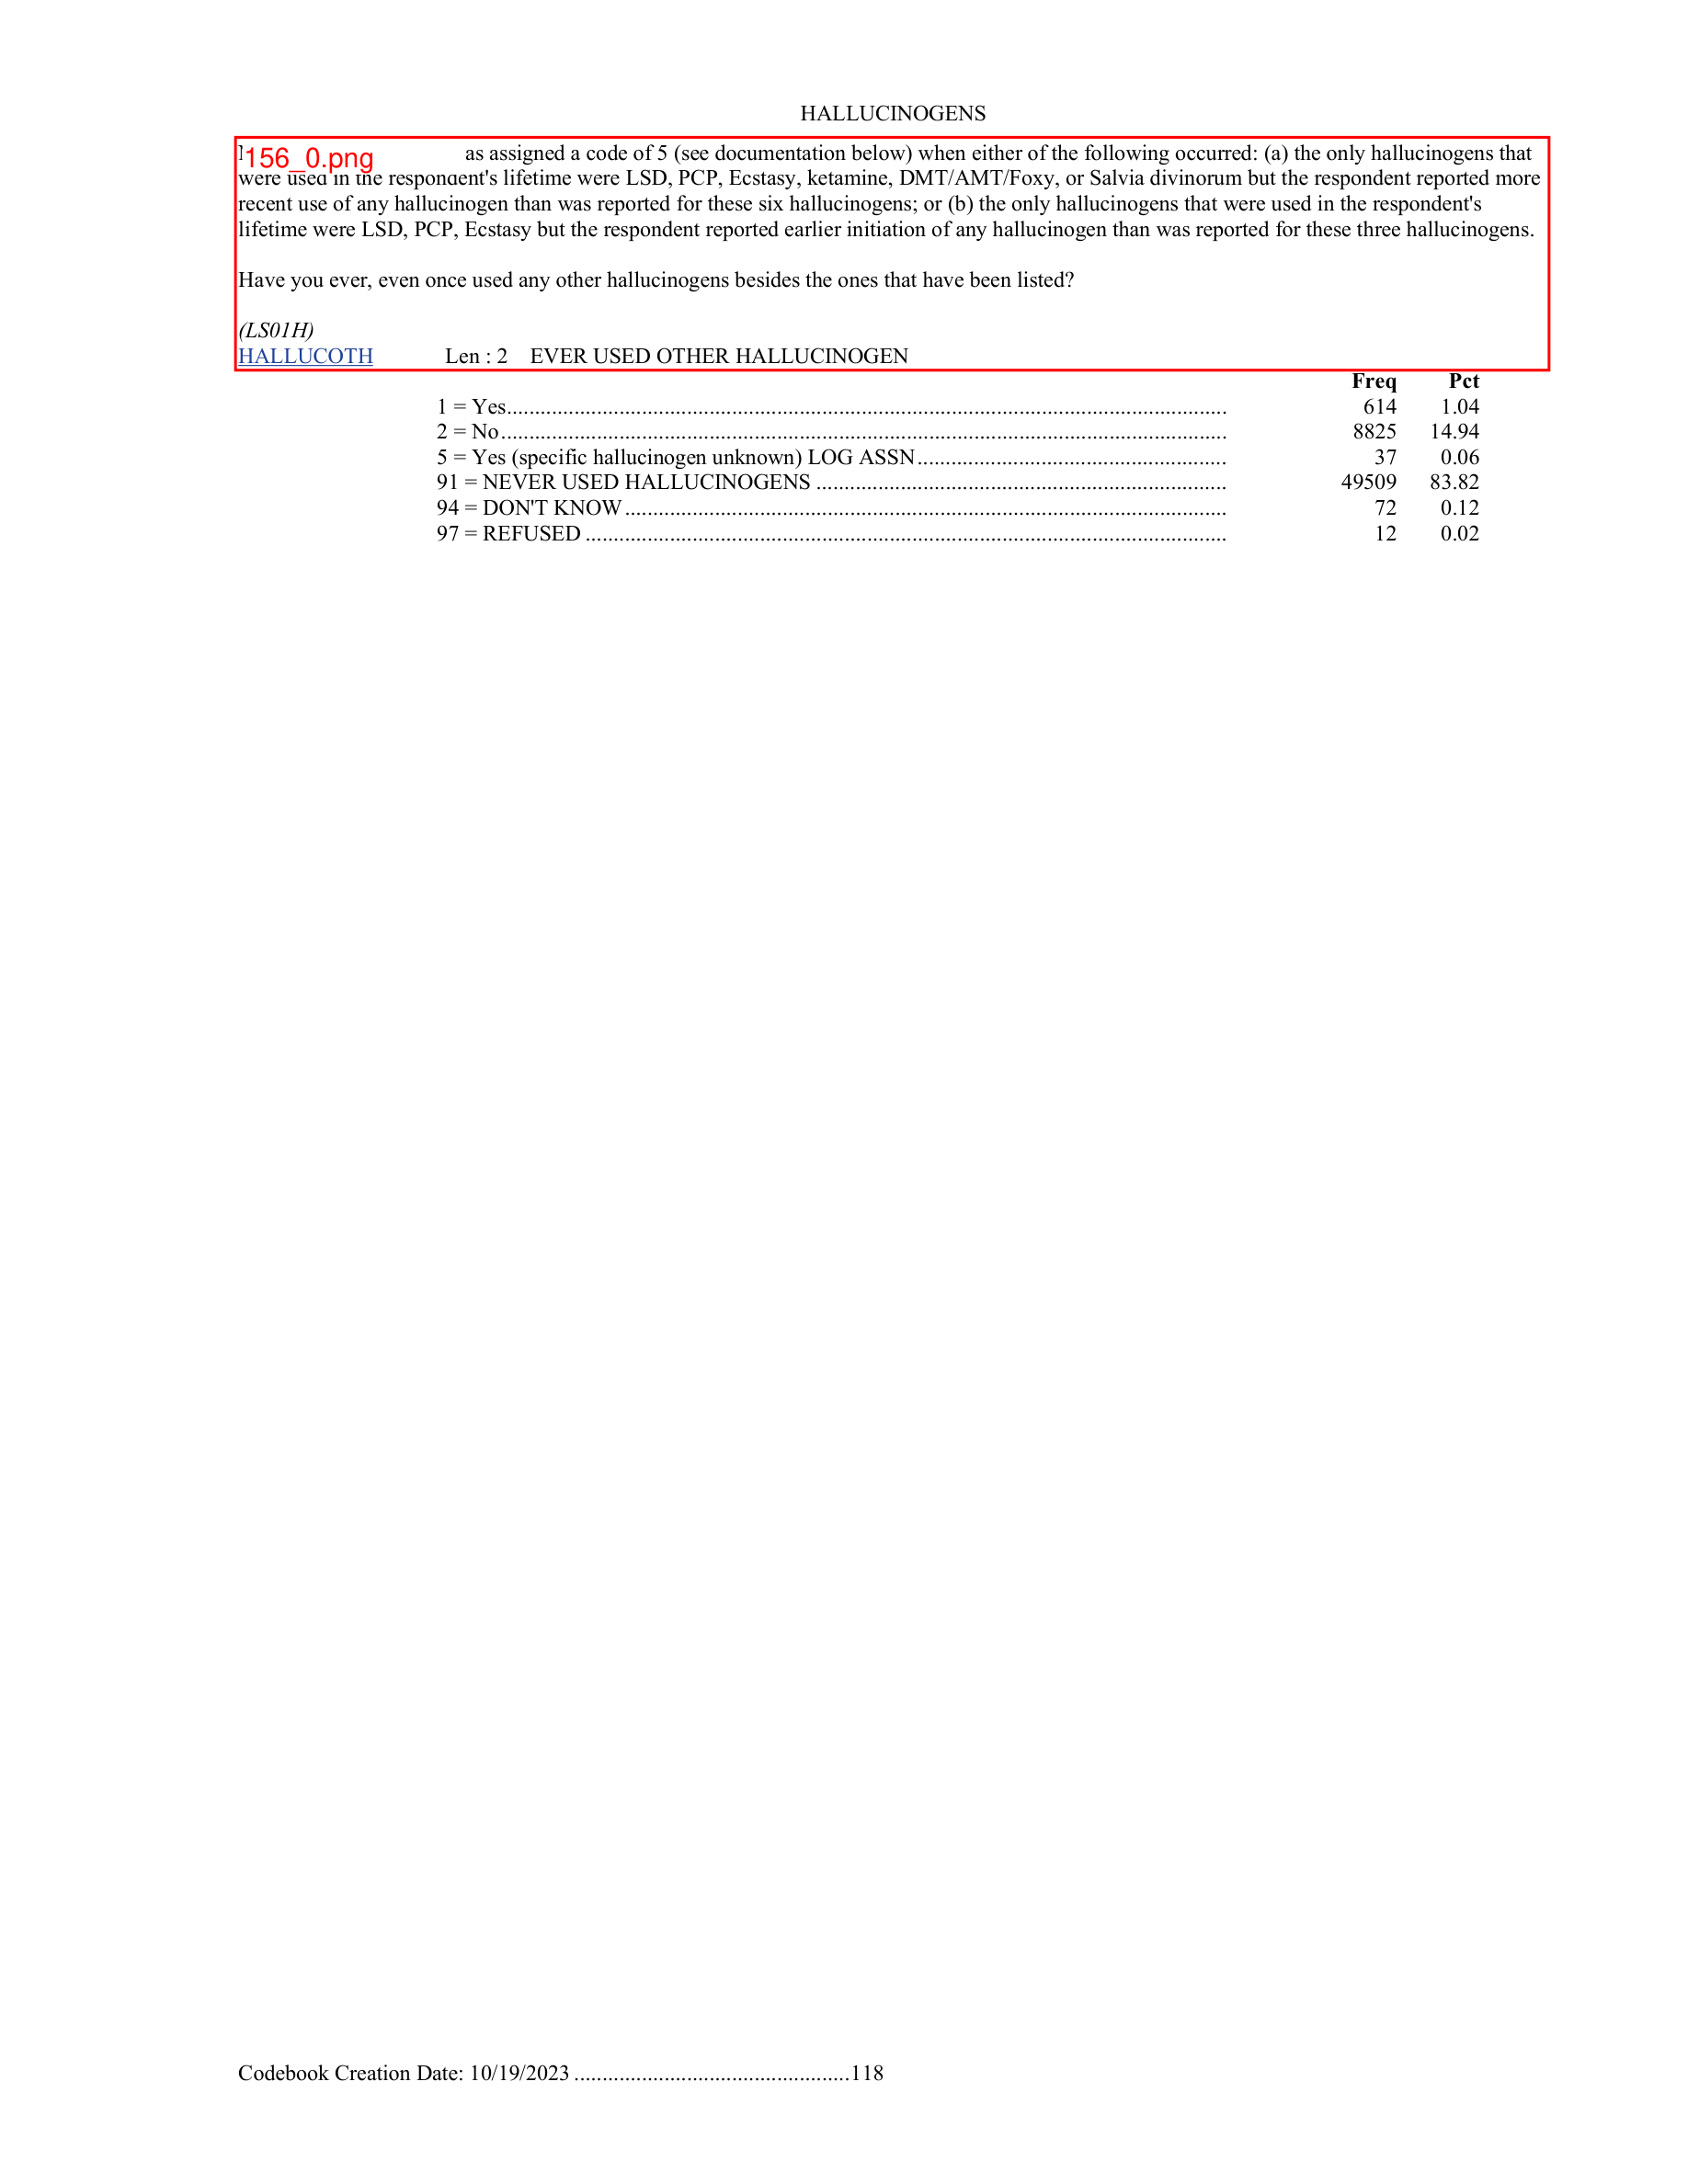 HALLUCINOGENS
156_0.png as assigned a code of 5 (see documentation below) when either of the following occurred: (a) the only hallucinogens that
were used in the respondent's lifetime were LSD, PCP, Ecstasy, ketamine, DMT/AMT/Foxy, or Salvia divinorum but the respondent reported more
recent use of any hallucinogen than was reported for these six hallucinogens; or (b) the only hallucinogens that were used in the respondent's
lifetime were LSD, PCP, Ecstasy but the respondent reported earlier initiation of any hallucinogen than was reported for these three hallucinogens.
Have you ever, even once used any other hallucinogens besides the ones that have been listed?
(LS01H)
HALLUCOTH Len : 2 EVER USED OTHER HALLUCINOGEN
Freq Pct
1 = Yes................................................................................................................................ 614 1.04
2 = No................................................................................................................................. 8825 14.94
5 = Yes (specific hallucinogen unknown) LOG ASSN....................................................... 37 0.06
91 = NEVER USED HALLUCINOGENS ......................................................................... 49509 83.82
94 = DON'T KNOW........................................................................................................... 72 0.12
97 = REFUSED .................................................................................................................. 12 0.02
Codebook Creation Date: 10/19/2023 .................................................118